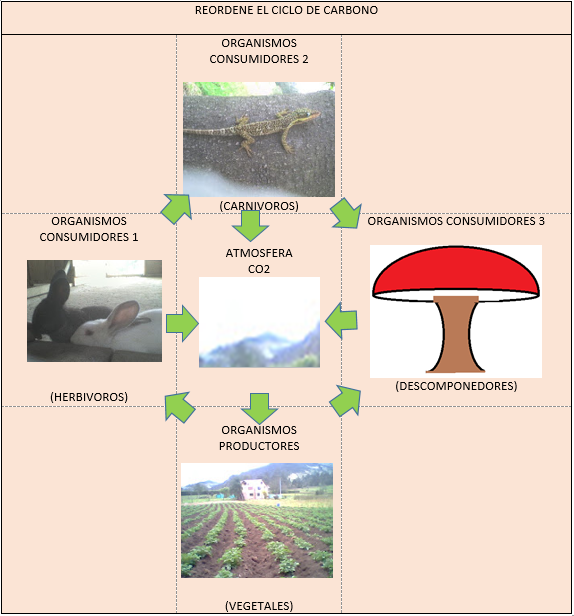 REORDENE EL CICLO DE CARBONO
ORGANISMOS
CONSUMIDORES 2
(CARNIVOROS)
ORGANISMOS
CONSUMIDORES 1
(HERBIVOROS)
ATMOSFERA
CO2
ORGANISMOS CONSUMIDORES 3
(DESCOMPONEDORES)
ORGANISMOS
PRODUCTORES
(VEGETALES)